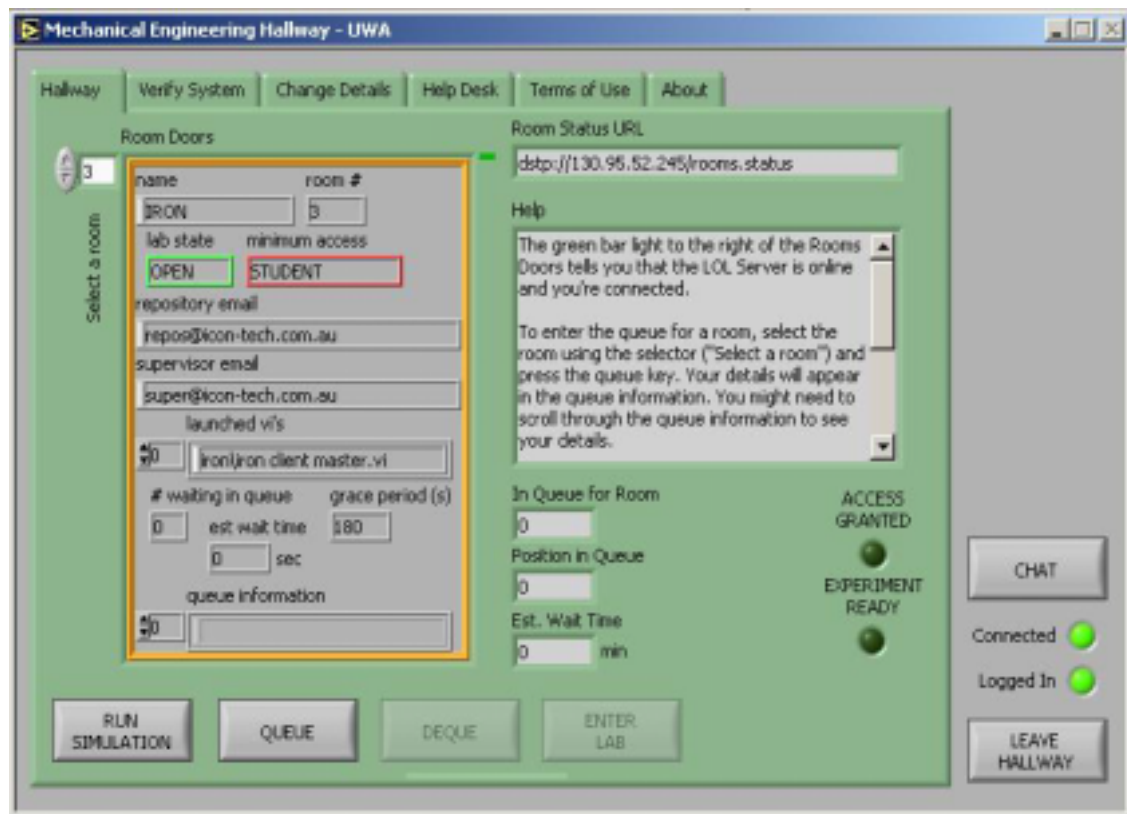 Mechanical Engineering Hallway - UWA
Hallway
Verify System
Change Details
Help Desk
Terms of Use
About
Room Doors
3
Select a room
name
room #
IRON
3
lab state
minimum access
OPEN
STUDENT
repository email
repos@icon-tech.com.au
supervisor email
super@icon-tech.com.au
launched vi's
0
iron\iron client master.vi
# waiting in queue
grace period (s)
0
est wait time
180
0
sec
queue information
0
Room Status URL
dstp://130.95.52.245/rooms.status
Help
The green bar light to the right of the Rooms
Doors tells you that the LOL Server is online
and you're connected.
To enter the queue for a room, select the
room using the selector ("Select a room") and
press the queue key. Your details will appear
in the queue information. You might need to
scroll through the queue information to see
your details.
In Queue for Room
0
Position in Queue
0
Est. Wait Time
0
min
ACCESS
GRANTED
EXPERIMENT
READY
RUN
SIMULATION
QUEUE
DEQUE
ENTER
LAB
CHAT
Connected
Logged In
LEAVE
HALLWAY